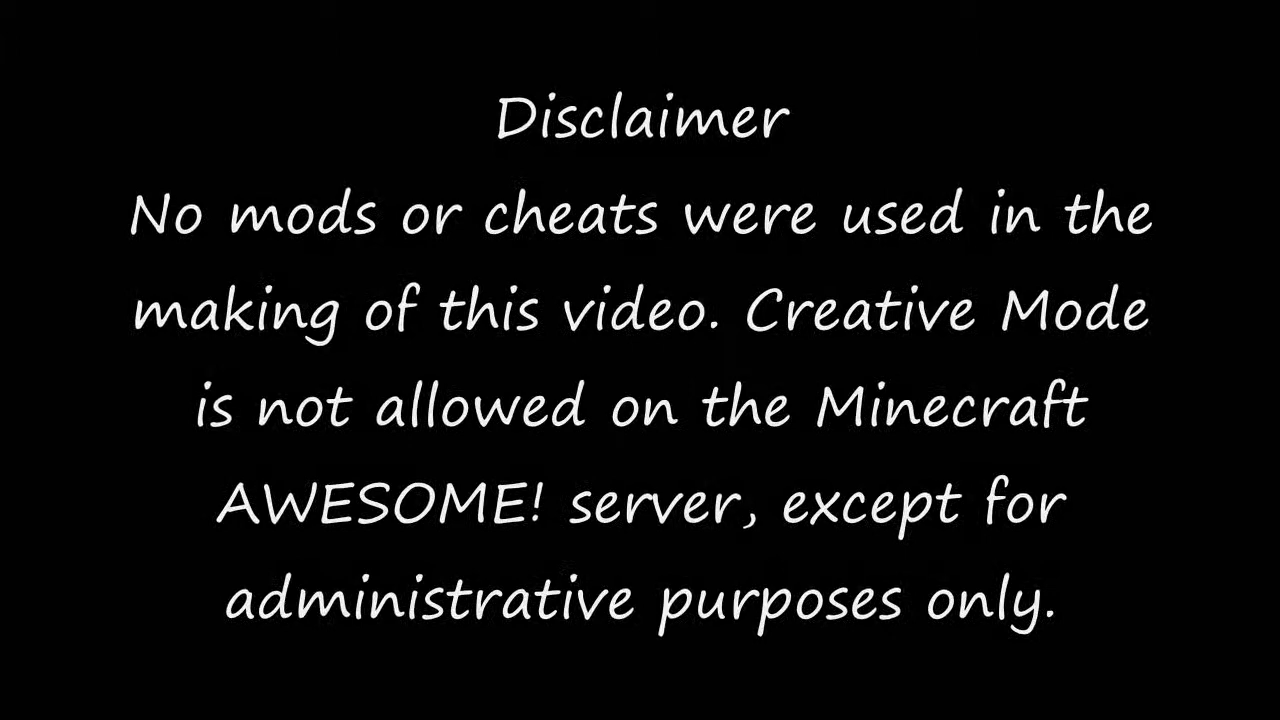 Disclaimer
No mods or cheats were used in the
making of this video. Creative Mode
is not allowed on the Minecraft
AWESOME! server, except for
administrative purposes only.